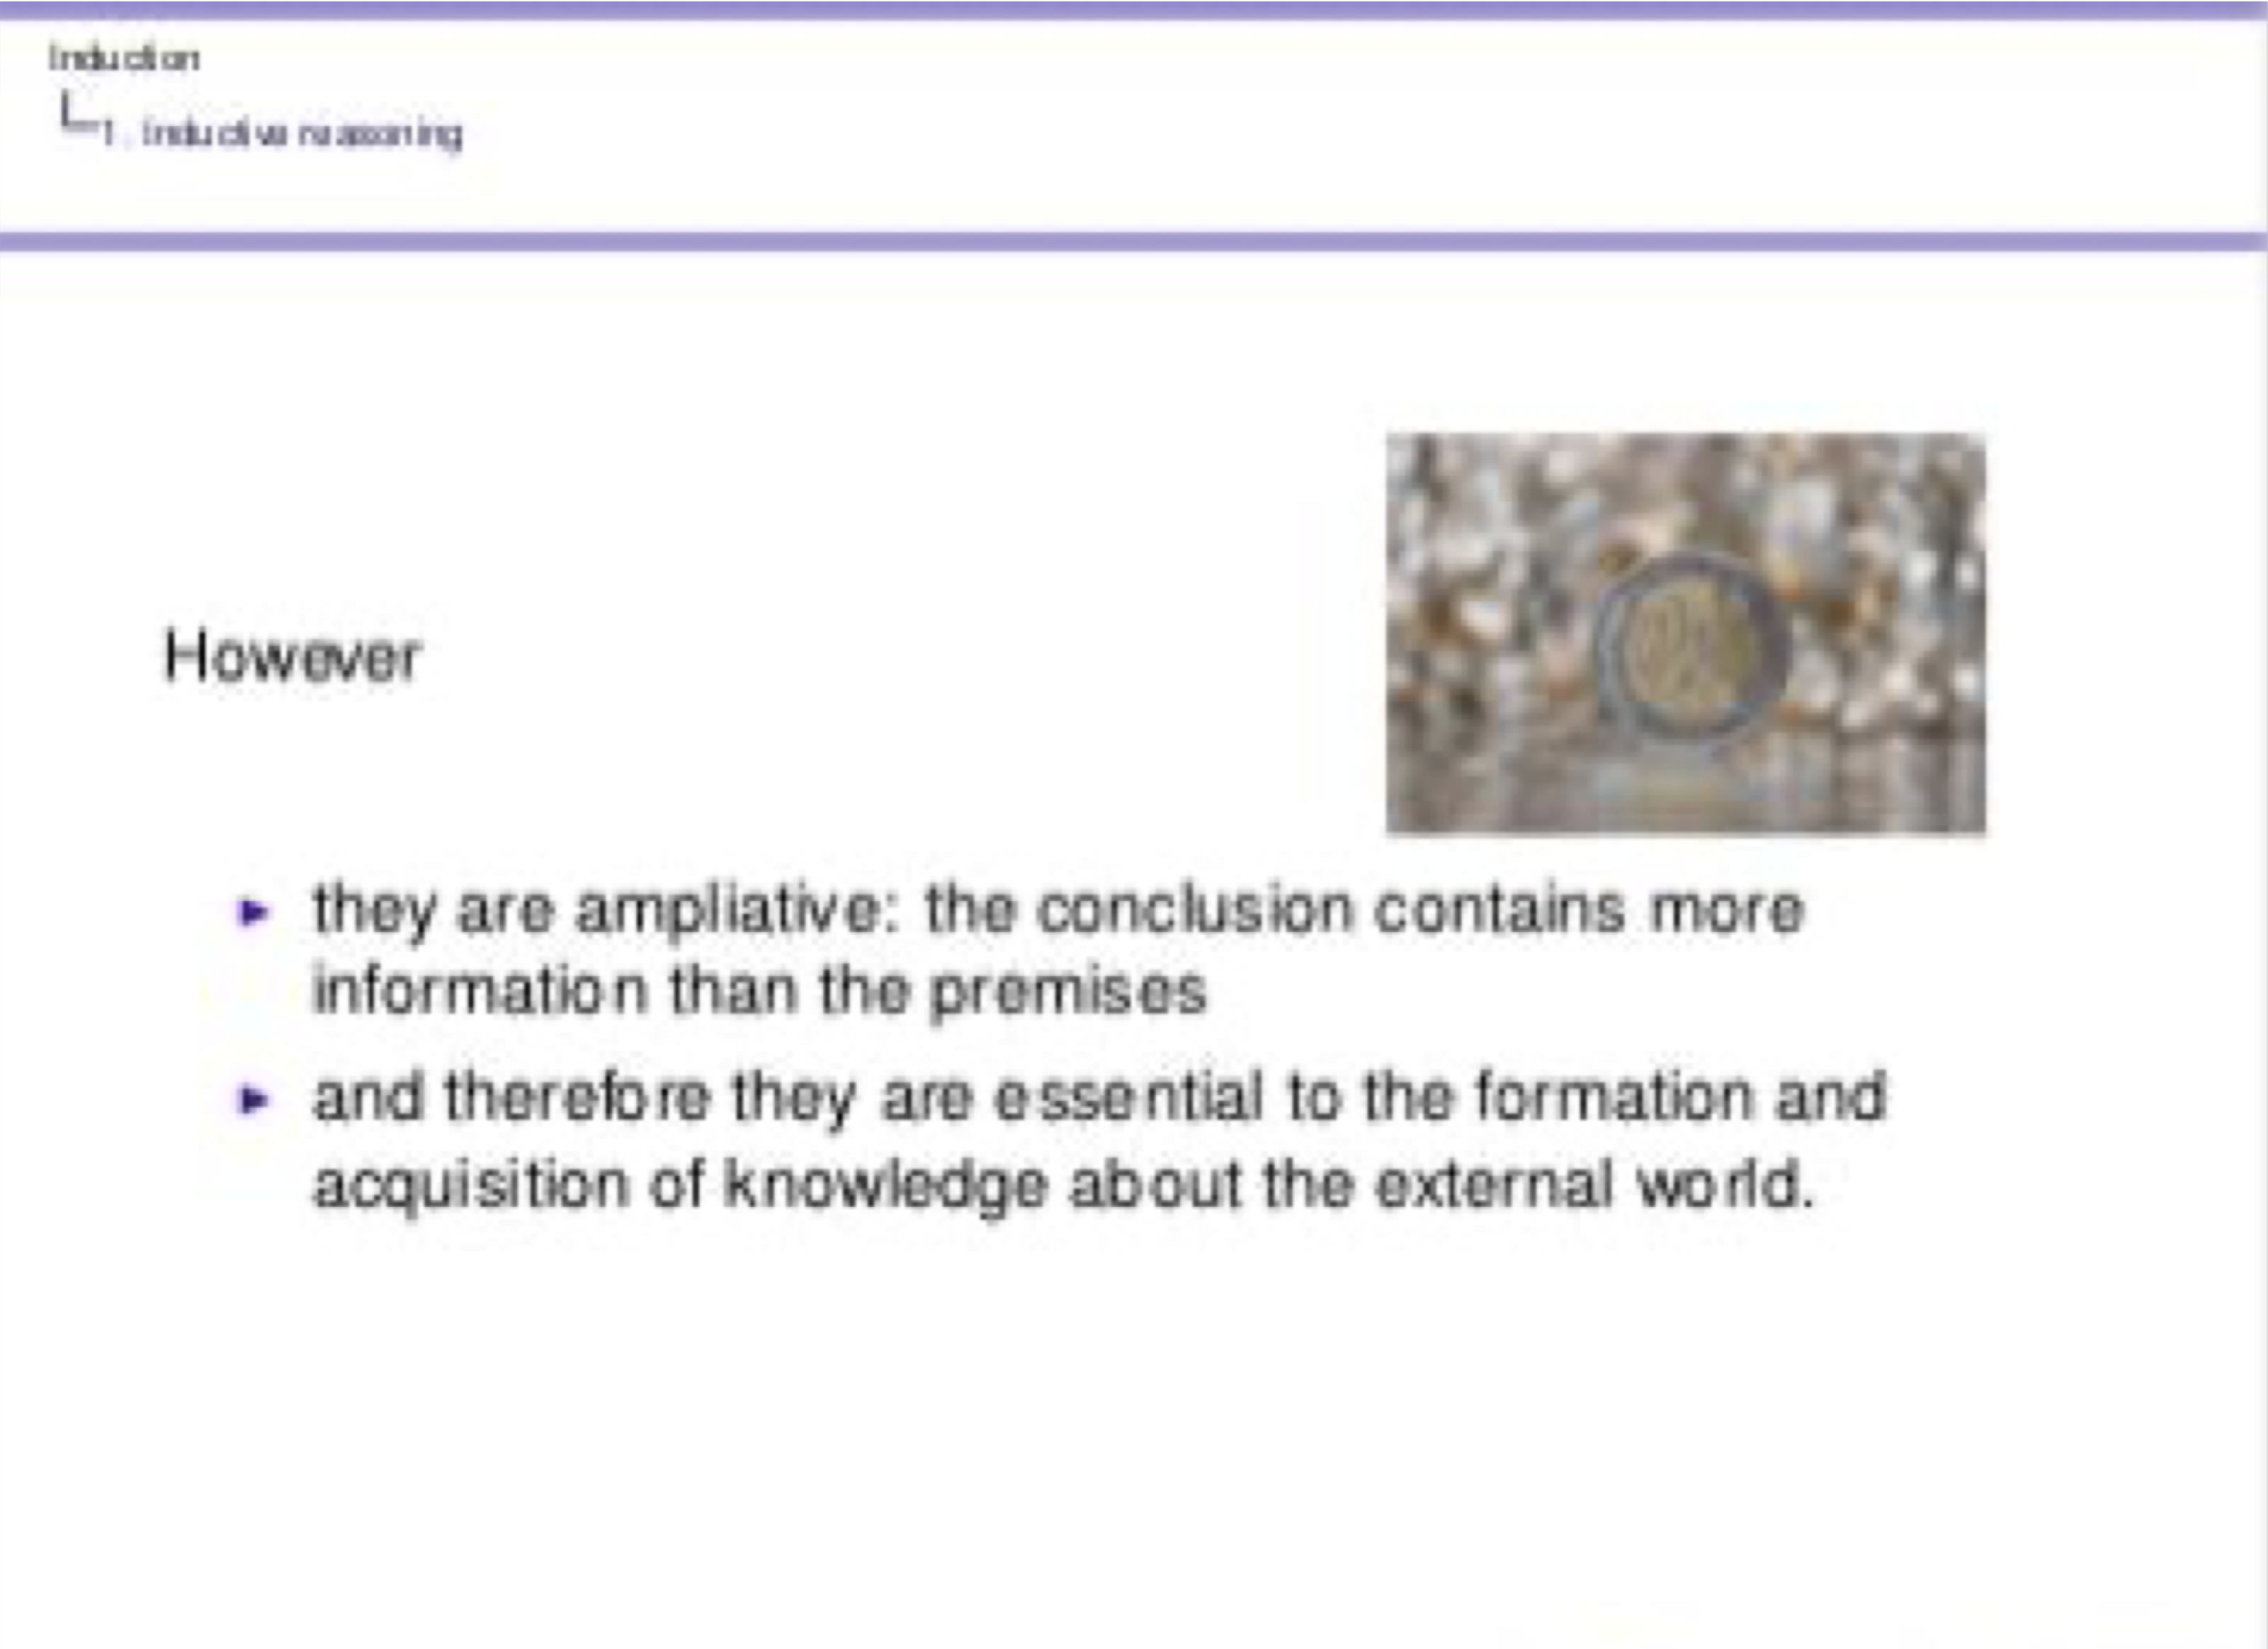 Induction
1. Inductive reasoning
However
they are ampliative: the conclusion contains more
information than the premises
and therefore they are essential to the formation and
acquisition of knowledge about the external world.